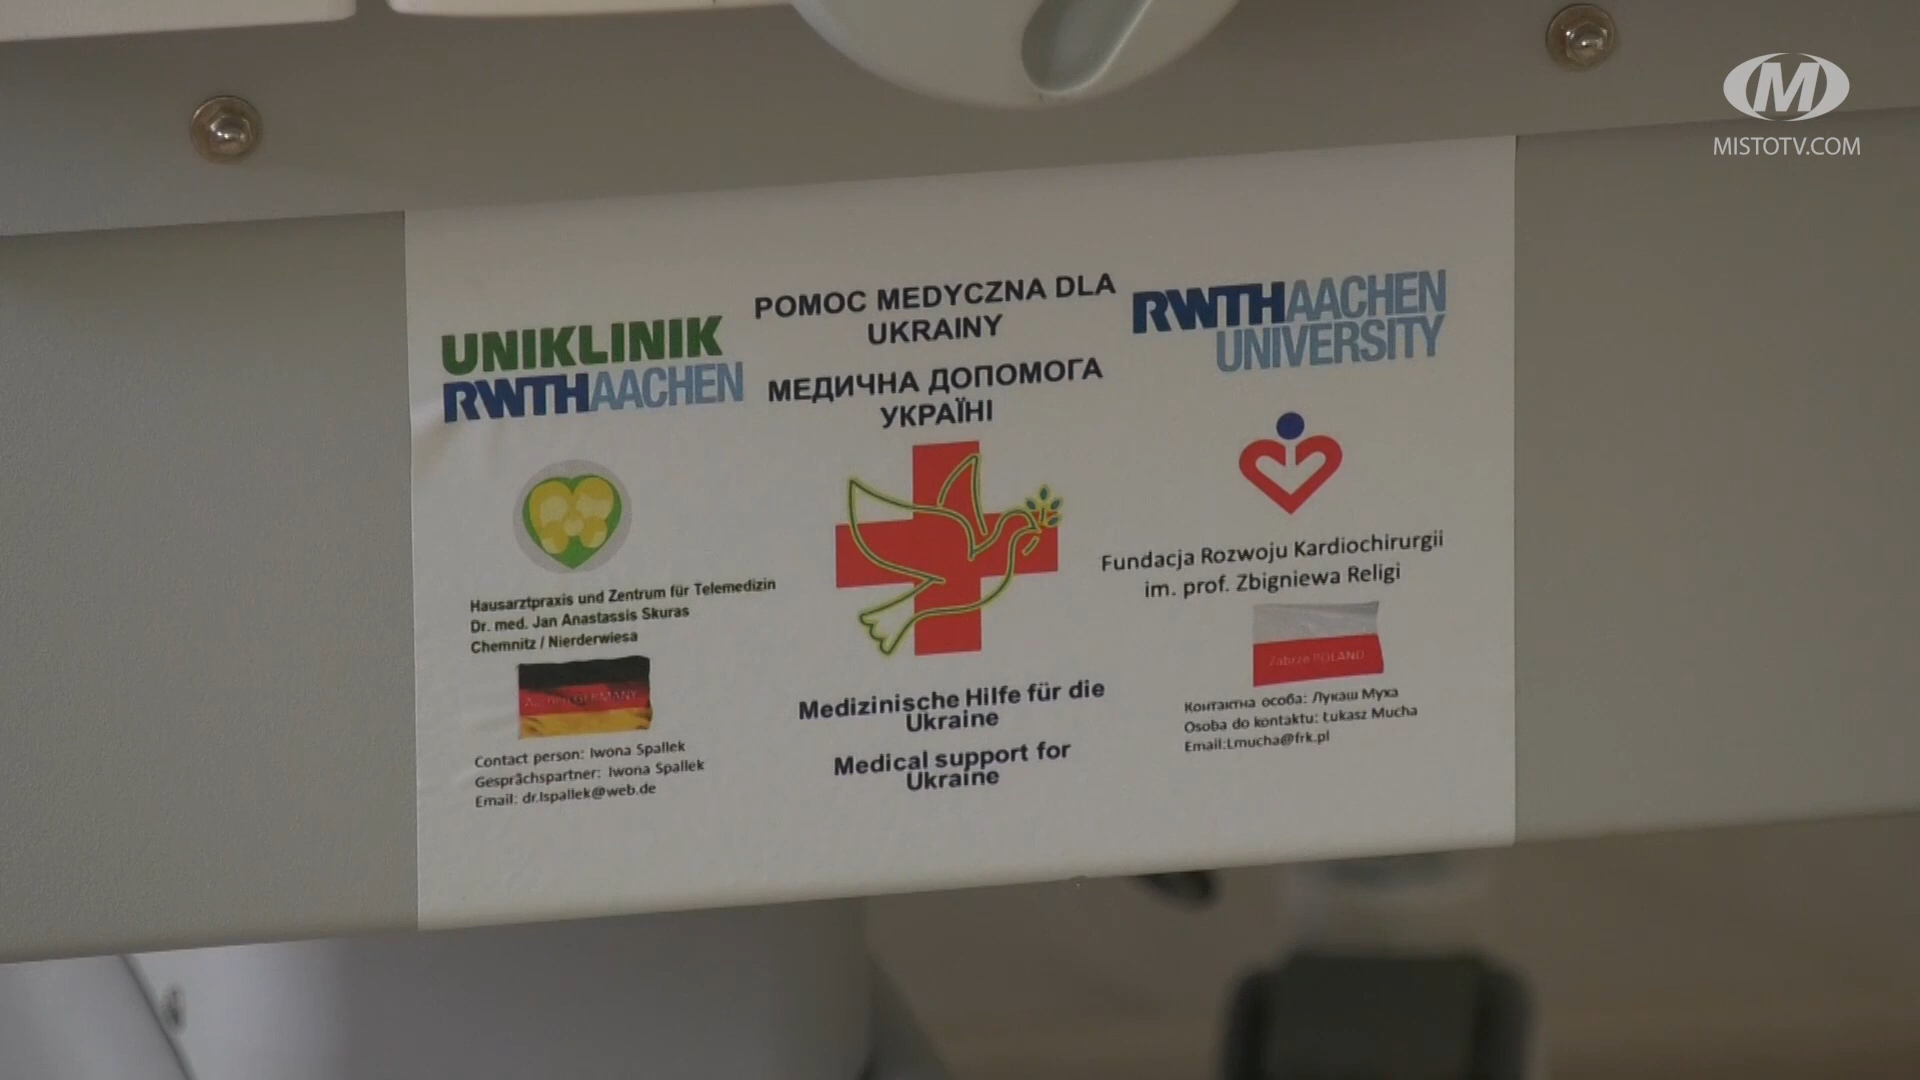 MISTOTV.COM
UNIKLINIK
RWTHAACHEN
POMOC MEDYCZNA DLA
UKRAINY
МЕДИЧНА ДОПОМОГА
УКРАЇНІ
RWTHAACHEN
UNIVERSITY
Hausarztpraxis und Zentrum für Telemedizin
Dr. med. Jan Anastassis Skuras
Chemnitz / Nierderwiesa
GERMANY
Contact person: Iwona Spallek
Gesprächspartner: Iwona Spallek
Email: dr.Ispallek@web.de
Medizinische Hilfe für die
Ukraine
Medical support for
Ukraine
Fundacja Rozwoju Kardiochirurgii
im. prof. Zbigniewa Religi
Zabrze POLAND
Контактна особа: Лукаш Муха
Osoba do kontaktu: Łukasz Mucha
Email:Lmucha@frk.pl